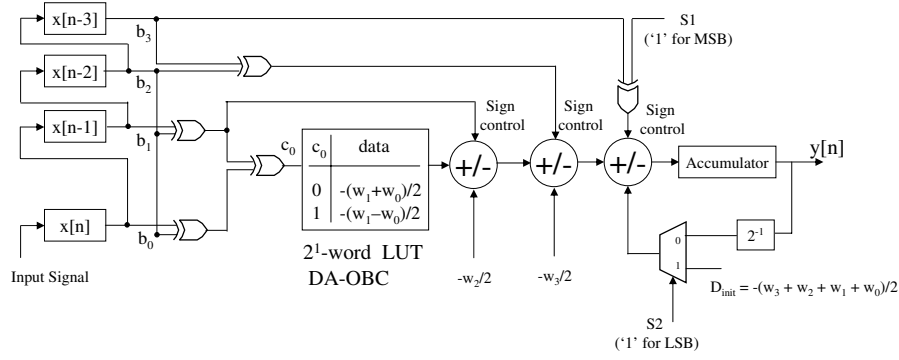 x[n-3]
b3
S1
('1' for MSB)
x[n-2]
b2
x[n-1]
b1
Sign control
Sign control
Sign control
c0
c0 data
0 -(w1+w0)/2
1 -(w1–w0)/2
+/-
+/-
+/-
Accumulator
y[n]
x[n]
b0
2^1-word LUT
DA-OBC
Input Signal
-w2/2
-w3/2
0
1
2^-1
Dinit = -(w3 + w2 + w1 + w0)/2
S2
('1' for LSB)